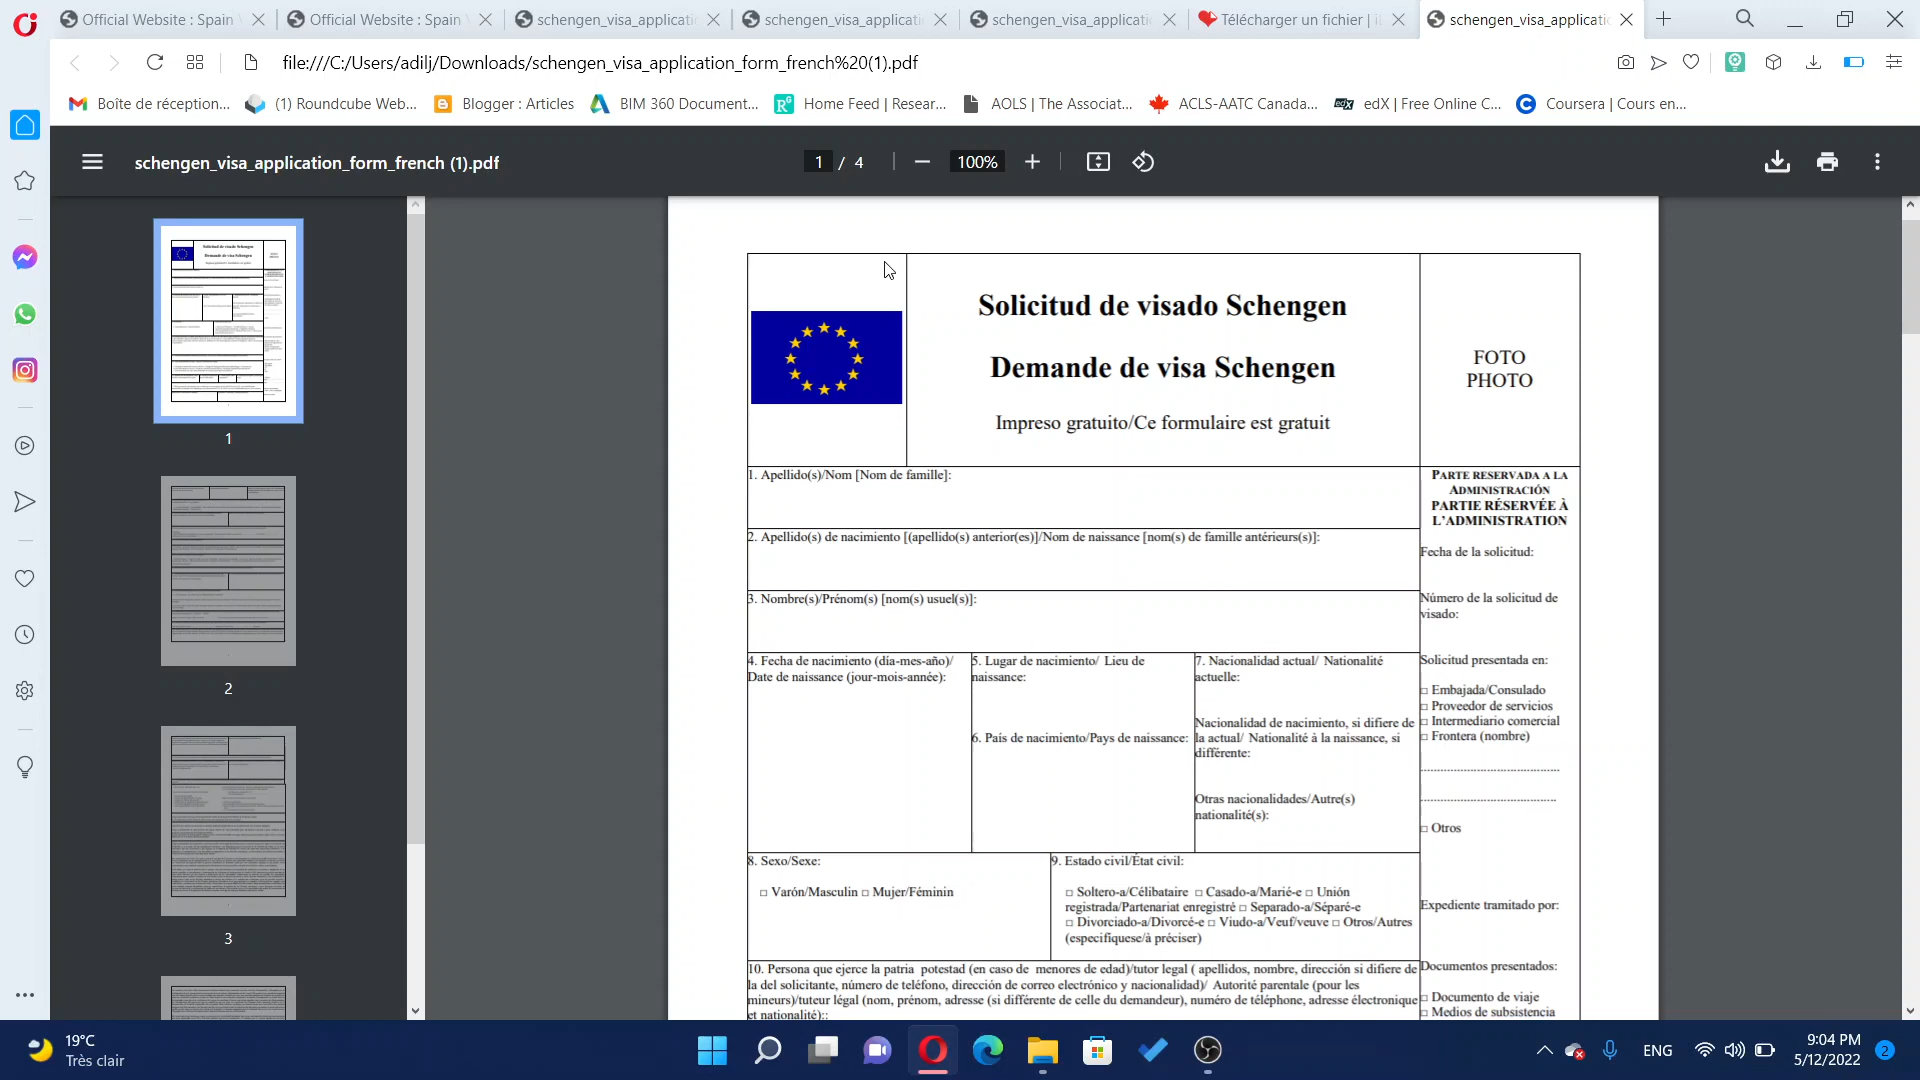 Official Website : Spain
Official Website : Spain
schengen_visa_applicati
schengen_visa_applicati
schengen_visa_applicati
Télécharger un fichier |
schengen_visa_applicati
file:///C:/Users/adilj/Downloads/schengen_visa_application_form_french%20(1).pdf
Boîte de réception...
(1) Roundcube Web...
Blogger : Articles
BIM 360 Document...
Home Feed | Resear...
AOLS | The Associat...
ACLS-AATC Canada...
edX | Free Online C...
Coursera | Cours en...
schengen_visa_application_form_french (1).pdf
1 / 4
100%
1
2
3
Solicitud de visado Schengen
Demande de visa Schengen
Impreso gratuito/Ce formulaire est gratuit
FOTO
PHOTO
1. Apellido(s)/Nom [Nom de famille]:
2. Apellido(s) de nacimiento [(apellido(s) anterior(es)]/Nom de naissance [nom(s) de famille antérieurs(s)]:
3. Nombre(s)/Prénom(s) [nom(s) usuel(s)]:
4. Fecha de nacimiento (día-mes-año)/
Date de naissance (jour-mois-année):
5. Lugar de nacimiento/ Lieu de
naissance:
6. País de nacimiento/Pays de naissance:
7. Nacionalidad actual/ Nationalité
actuelle:
Nacionalidad de nacimiento, si difiere de
la actual/ Nationalité à la naissance, si
différente:
Otras nacionalidades/Autre(s)
nationalité(s):
8. Sexo/Sexe:
□ Varón/Masculin □ Mujer/Féminin
9. Estado civil/État civil:
□ Soltero-a/Célibataire □ Casado-a/Marié-e □ Unión
registrada/Partenariat enregistré □ Separado-a/Séparé-e
□ Divorciado-a/Divorcé-e □ Viudo-a/Veuf/veuve □ Otros/Autres
(especifíquese/à préciser)
10. Persona que ejerce la patria potestad (en caso de menores de edad)/tutor legal ( apellidos, nombre, dirección si difiere de
la del solicitante, número de teléfono, dirección de correo electrónico y nacionalidad)/ Autorité parentale (pour les
mineurs)/tuteur légal (nom, prénom, adresse (si différente de celle du demandeur), numéro de téléphone, adresse électronique
et nationalité)::
PARTE RESERVADA A LA
ADMINISTRACIÓN
PARTIE RÉSERVÉE À
L'ADMINISTRATION
Fecha de la solicitud:
Número de la solicitud de
visado:
Solicitud presentada en:
□ Embajada/Consulado
□ Proveedor de servicios
□ Intermediario comercial
□ Frontera (nombre)
□ Otros
Expediente tramitado por:
Documentos presentados:
□ Documento de viaje
□ Medios de subsistencia
19°C
Très clair
ENG
9:04 PM
5/12/2022
2